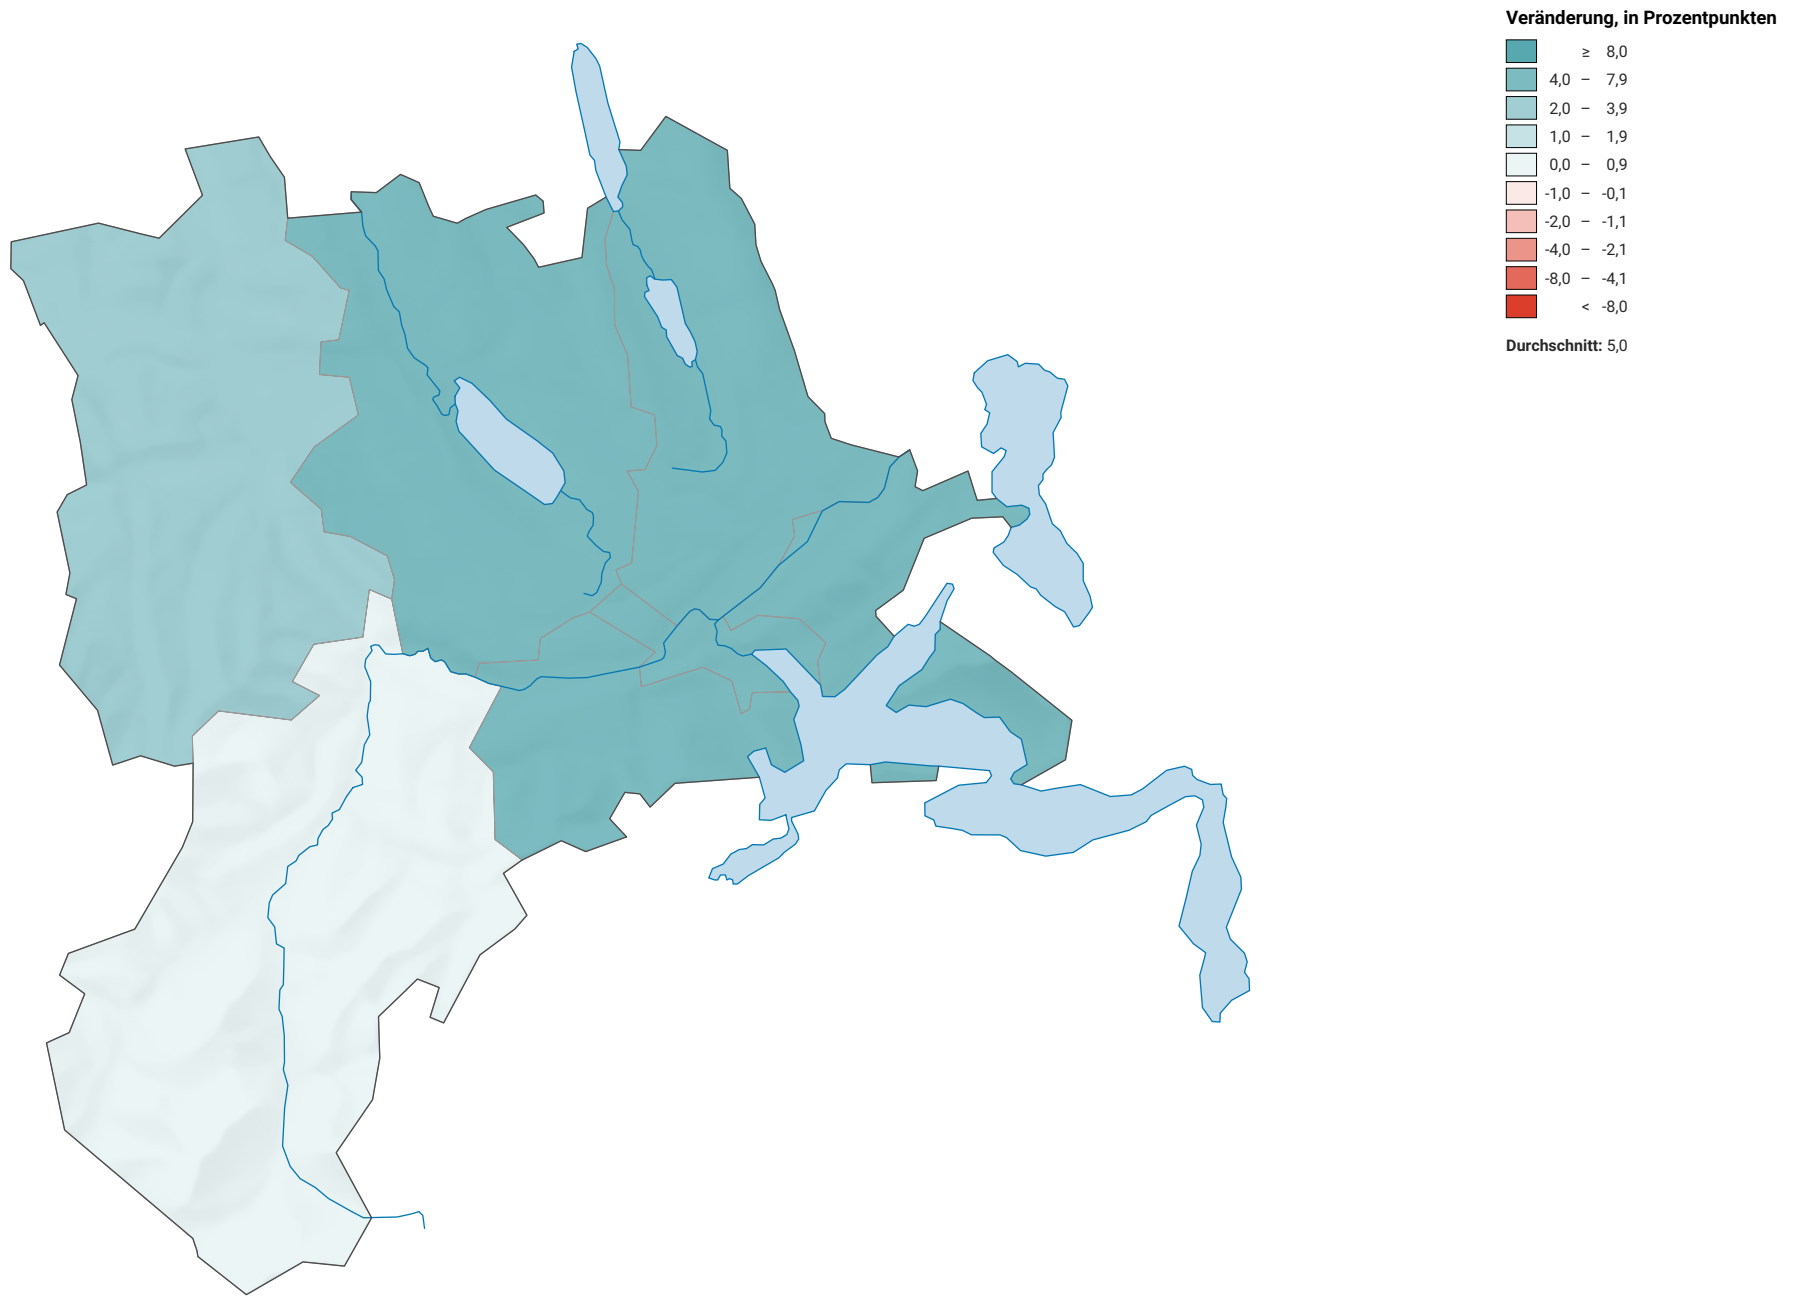 Veränderung, in Prozentpunkten
≥ 8,0
4,0 – 7,9
2,0 – 3,9
1,0 – 1,9
0,0 – 0,9
-1,0 – -0,1
-2,0 – -1,1
-4,0 – -2,1
-8,0 – -4,1
< -8,0
Durchschnitt: 5,0